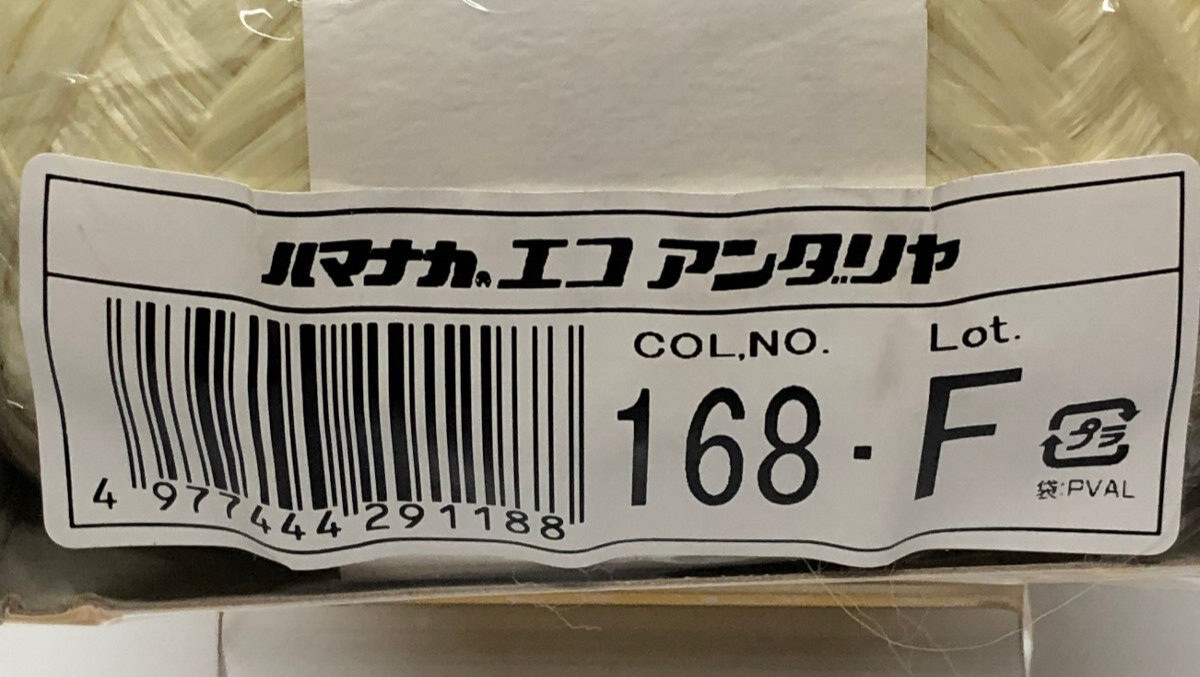 ハマナカ® エコ アンダリヤ
COL,NO. Lot.
168・F
プラ
袋:PVAL
4 977444 291188